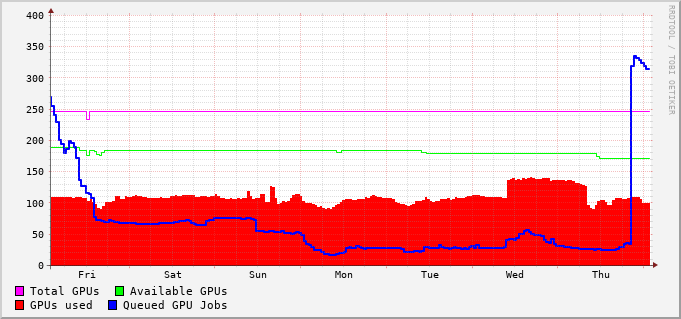 400
350
300
250
200
150
100
50
0
Fri Sat Sun Mon Tue Wed Thu
Total GPUs Available GPUs
GPUs used Queued GPU Jobs
RRDTOOL / TOBI OETIKER